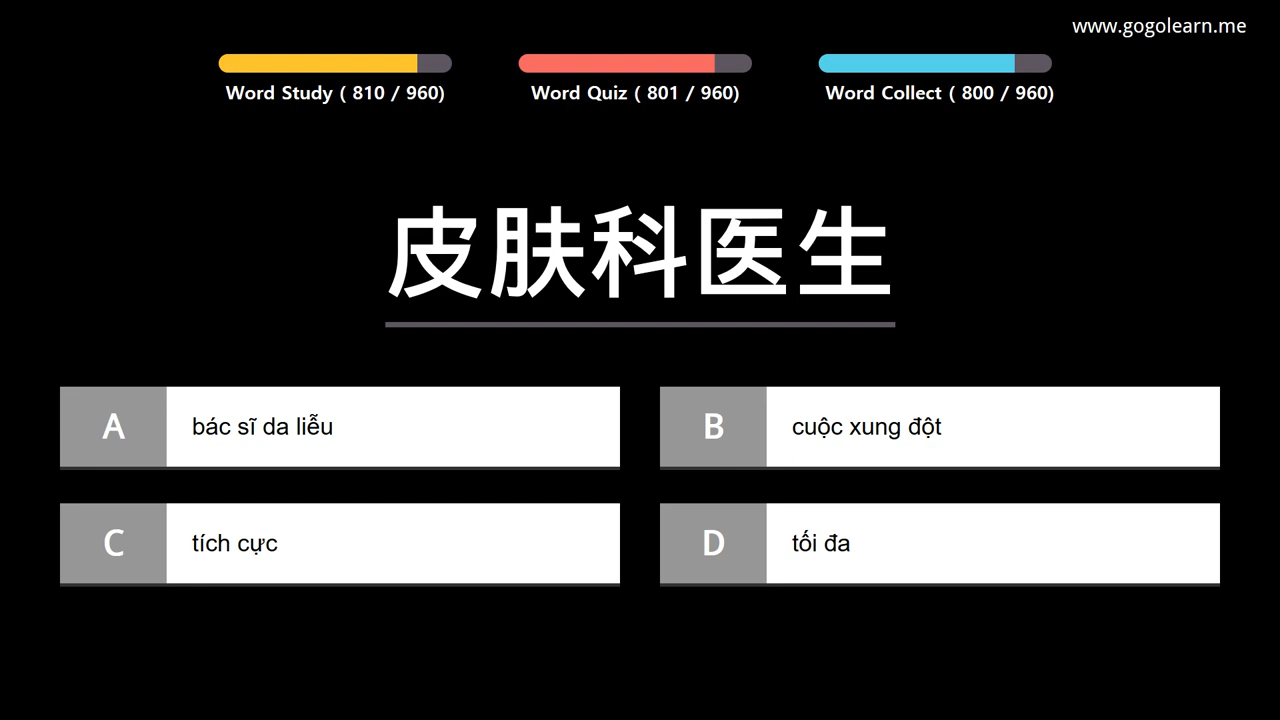 www.gogolearn.me
Word Study ( 810 / 960)
Word Quiz ( 801 / 960)
Word Collect ( 800 / 960)
皮肤科医生
A bác sĩ da liễu
B cuộc xung đột
C tích cực
D tối đa